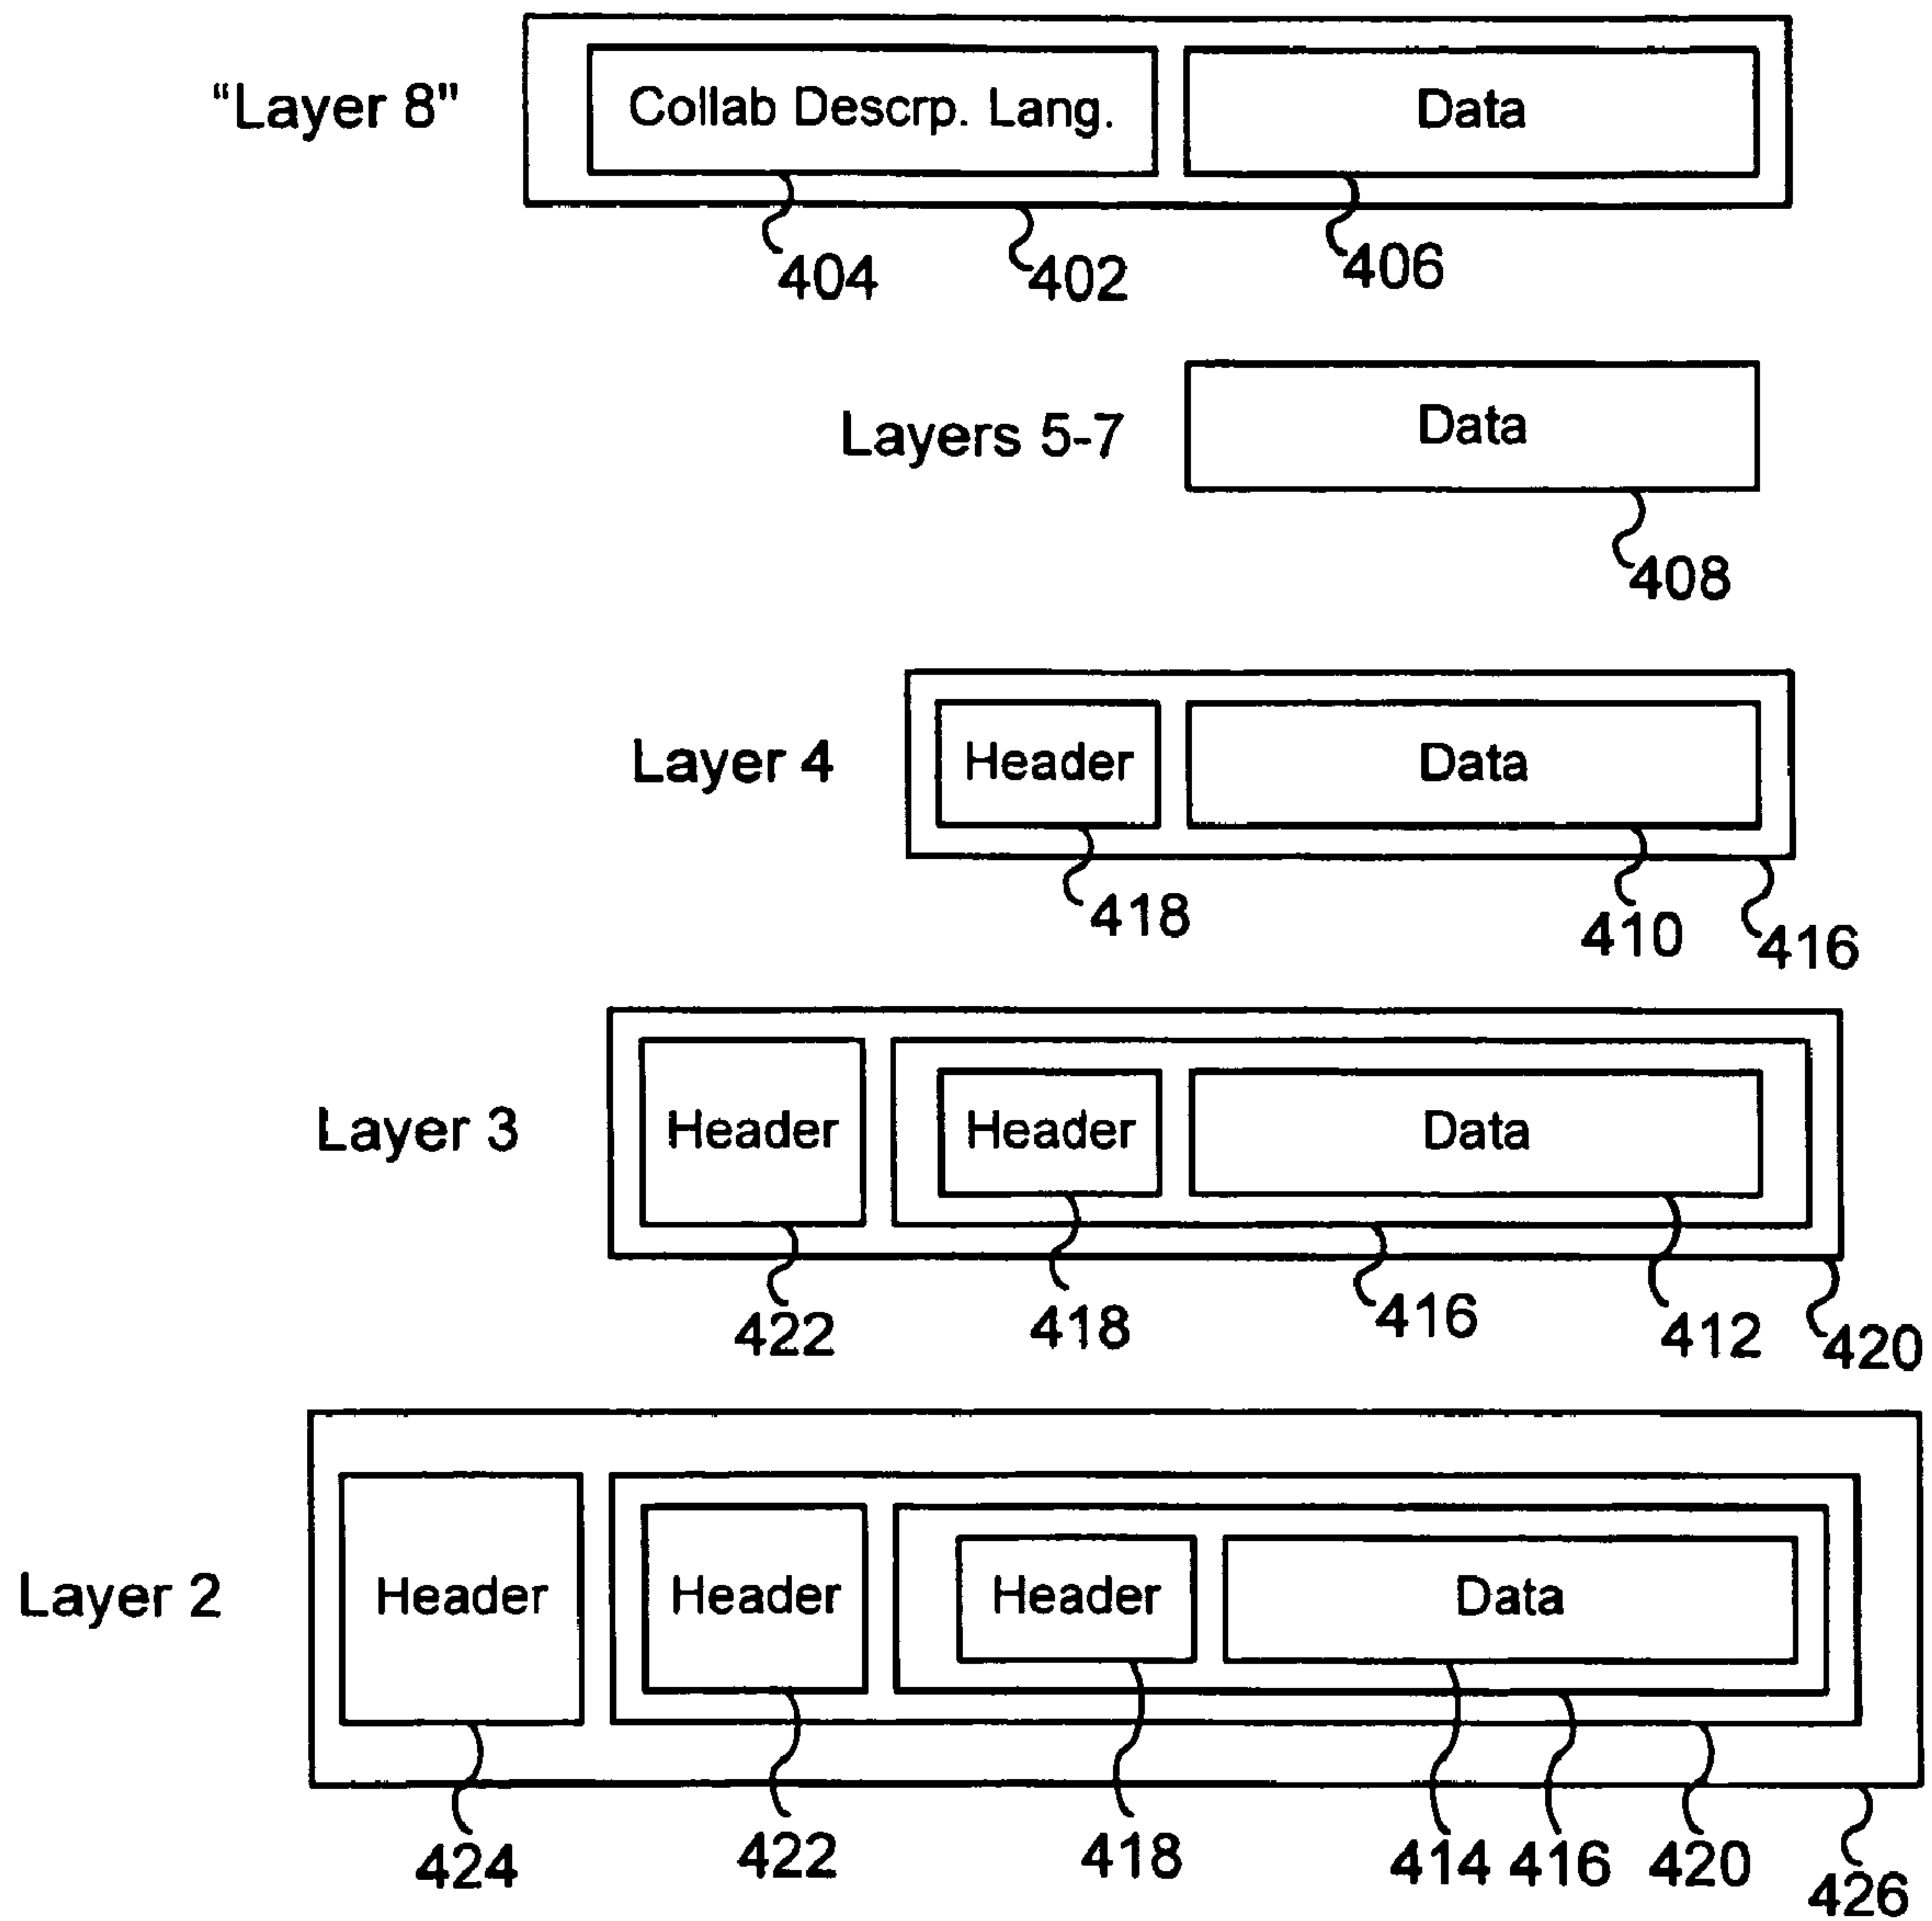 “Layer 8"
Collab Descrp. Lang.
Data
404
402
406
Layers 5-7
Data
408
Layer 4
Header
Data
418
410
416
Layer 3
Header
Header
Data
422
418
416
412
420
Layer 2
Header
Header
Header
Data
424
422
418
414
416
420
426